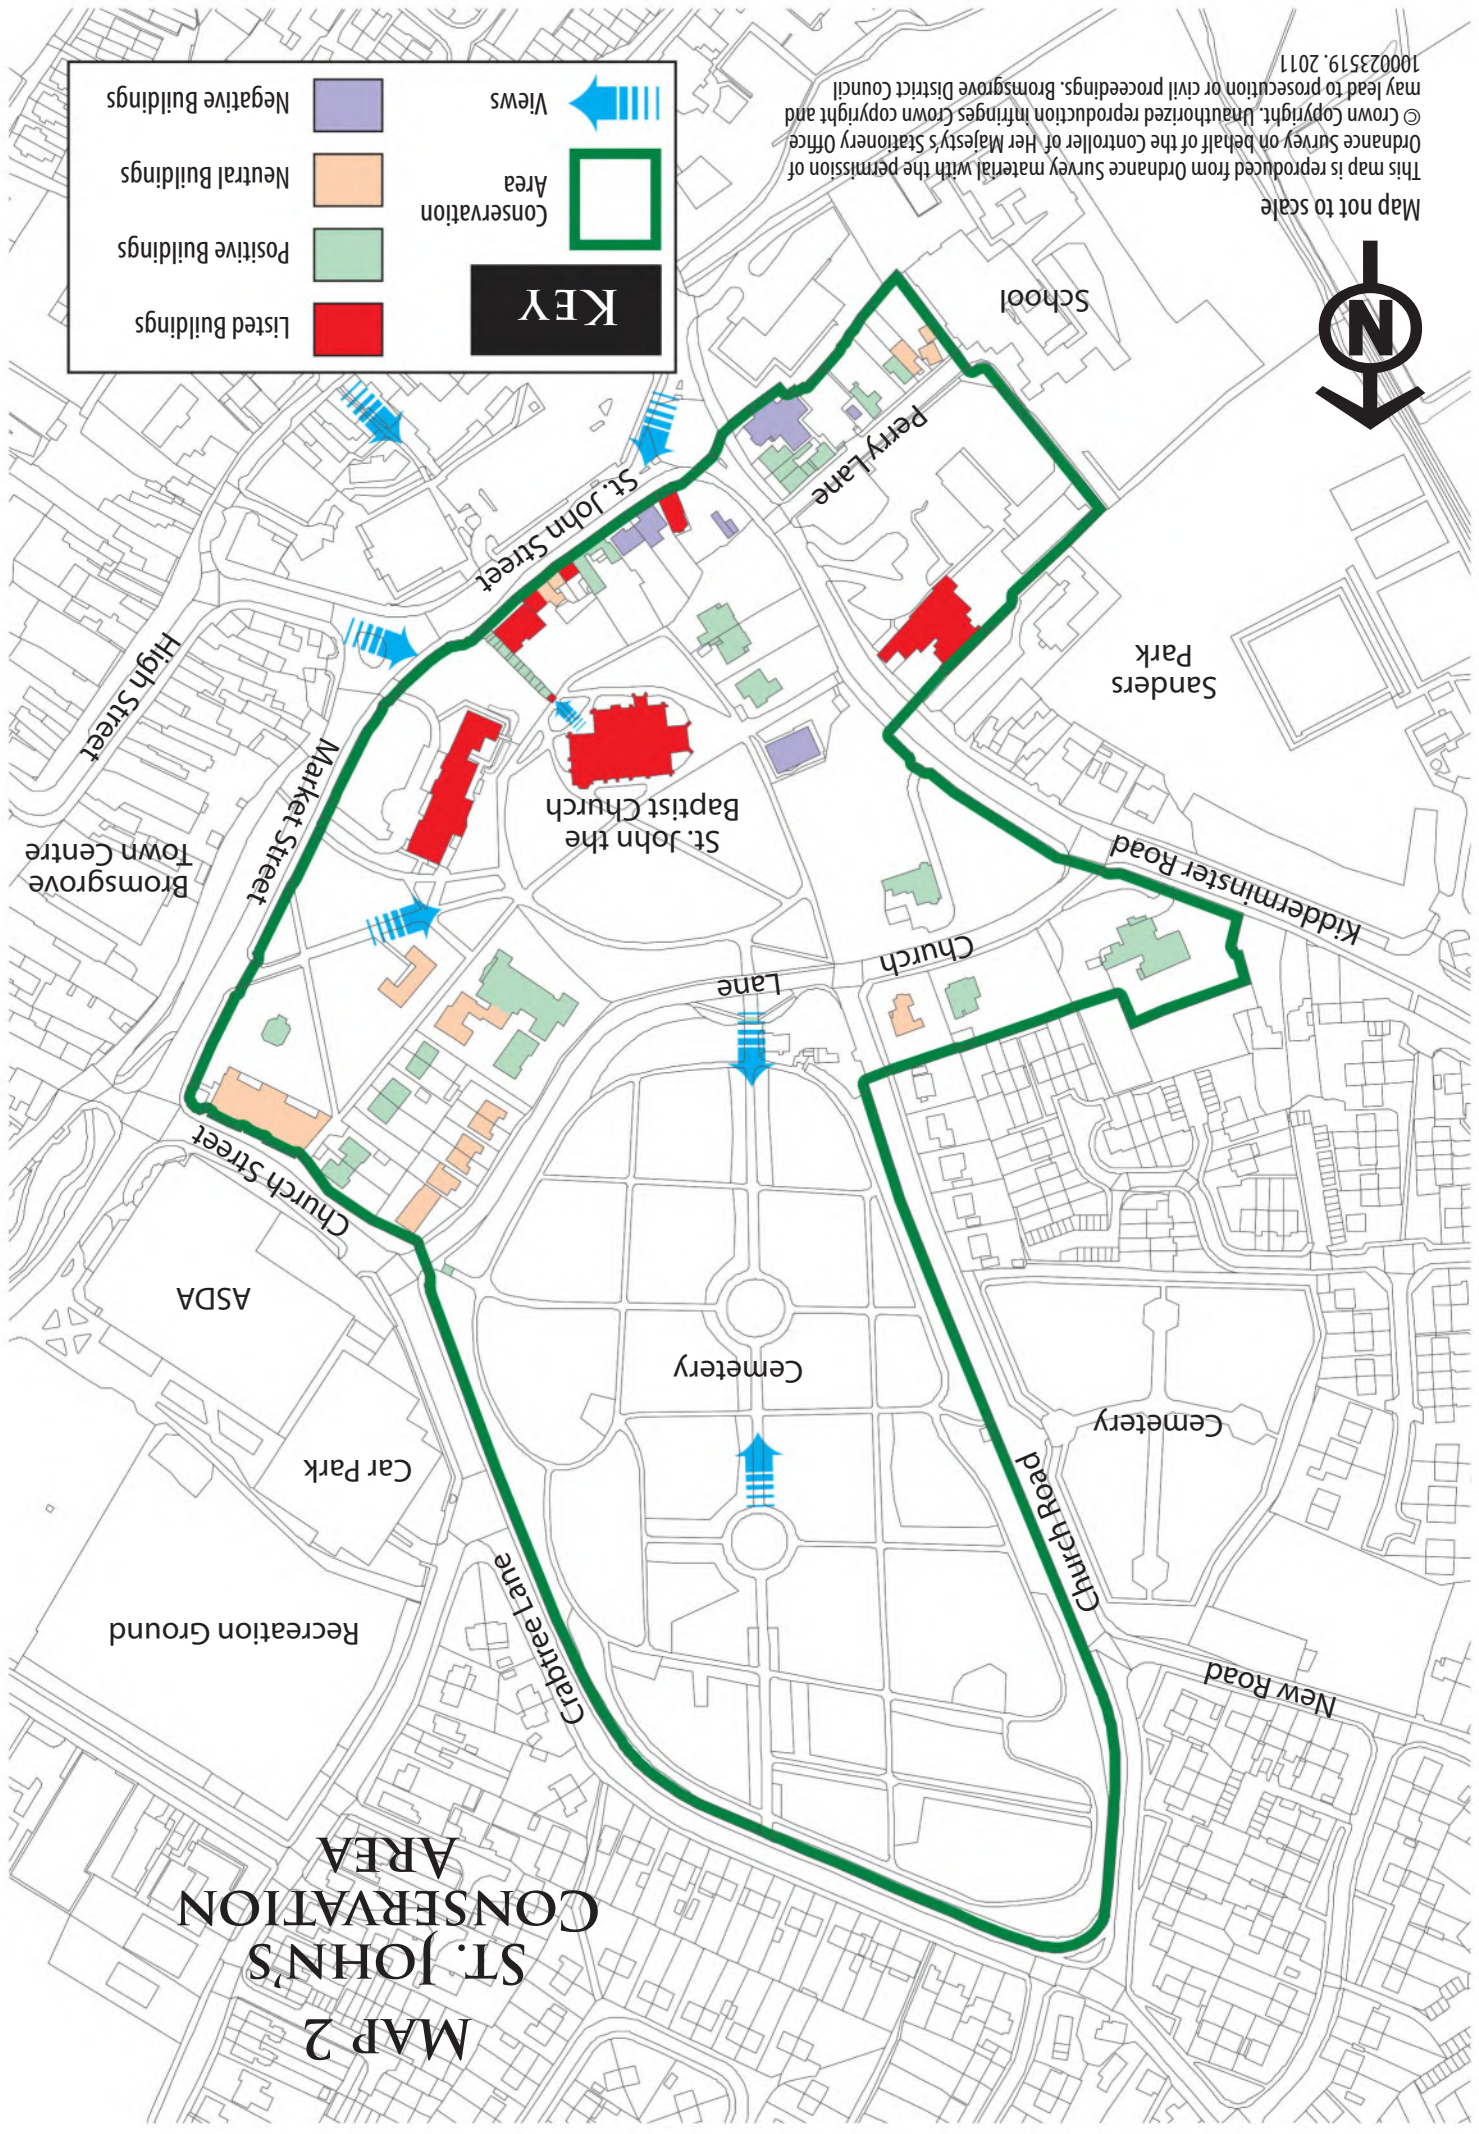 MAP 2
ST. JOHN'S
CONSERVATION
AREA
New Road
Recreation Ground
Crabtree Lane
Church Road
Car Park
Cemetery
Cemetery
ASDA
Church Street
Church
Lane
Kidderminster Road
Bromsgrove
Town Centre
Market Street
St. John the
Baptist Church
High Street
Sanders
Park
St. John Street
Perry Lane
School
N
Map not to scale
This map is reproduced from Ordnance Survey material with the permission of
Ordnance Survey on behalf of the Controller of Her Majesty's Stationery Office
© Crown Copyright. Unauthorized reproduction infringes Crown copyright and
may lead to prosecution or civil proceedings. Bromsgrove District Council
100023519. 2011
KEY
Conservation
Area
Views
Listed Buildings
Positive Buildings
Neutral Buildings
Negative Buildings